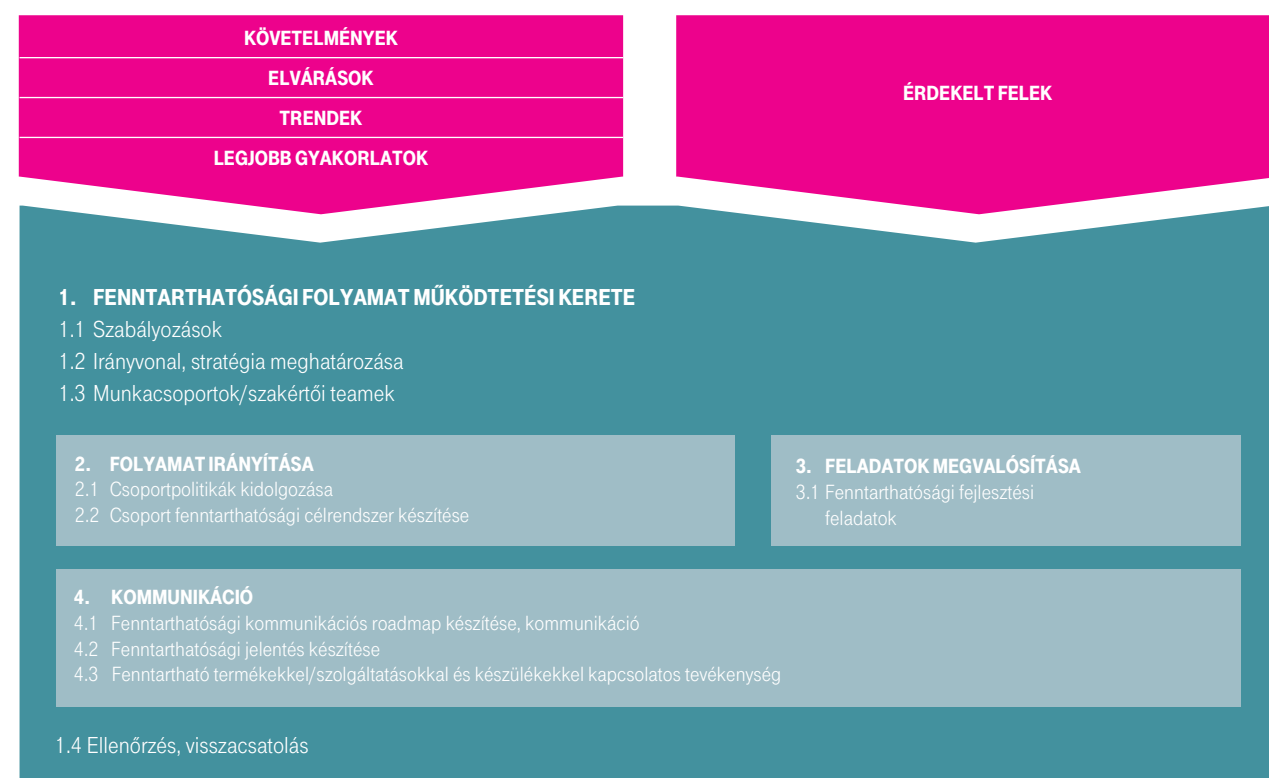 KÖVETELMÉNYEK
ELVÁRÁSOK
TRENDEK
LEGJOBB GYAKORLATOK
ÉRDEKELT FELEK
1. FENNTARTHATÓSÁGI FOLYAMAT MŰKÖDTETÉSI KERETE
1.1 Szabályozások
1.2 Irányvonal, stratégia meghatározása
1.3 Munkacsoportok/szakértői teamek
2. FOLYAMAT IRÁNYÍTÁSA
2.1 Csoportpolitikák kidolgozása
2.2 Csoport fenntarthatósági célrendszer készítése
3. FELADATOK MEGVALÓSÍTÁSA
3.1 Fenntarthatósági fejlesztési
feladatok
4. KOMMUNIKÁCIÓ
4.1 Fenntarthatósági kommunikációs roadmap készítése, kommunikáció
4.2 Fenntarthatósági jelentés készítése
4.3 Fenntartható termékekkel/szolgáltatásokkal és készülékekkel kapcsolatos tevékenység
1.4 Ellenőrzés, visszacsatolás